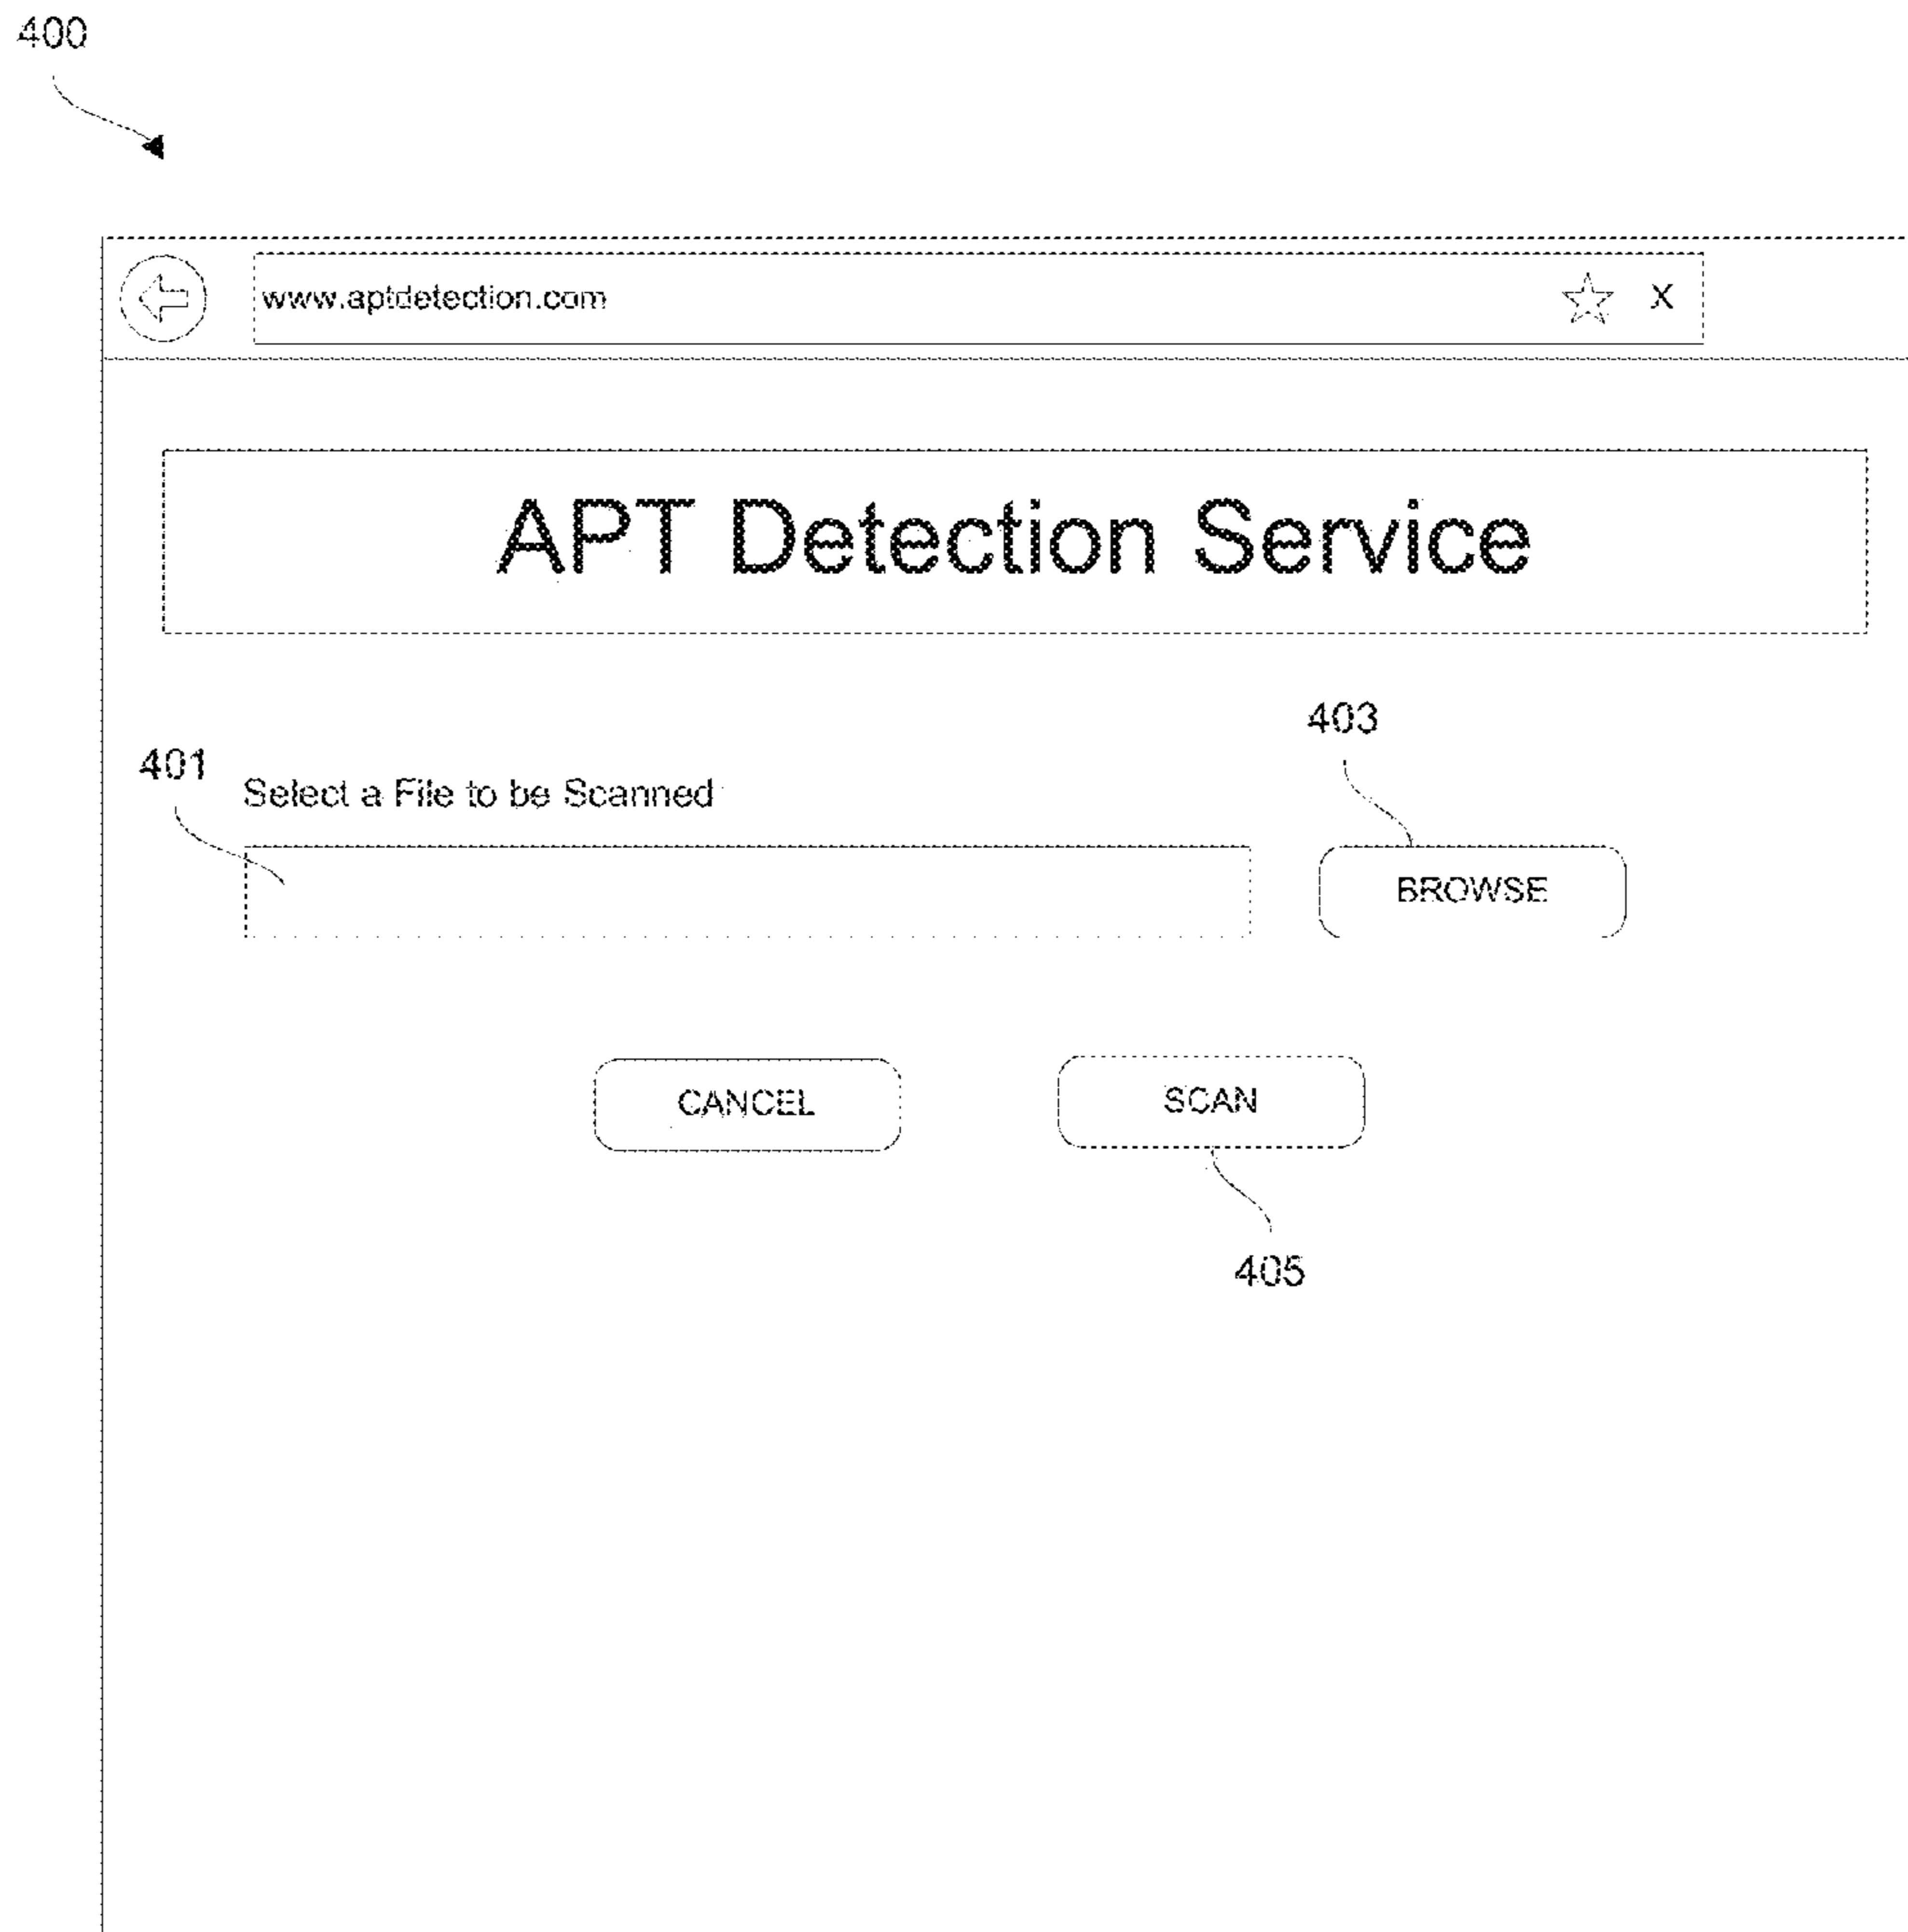 400
www.aptdetection.com X
APT Detection Service
403
401
Select a File to be Scanned
BROWSE
CANCEL SCAN
405